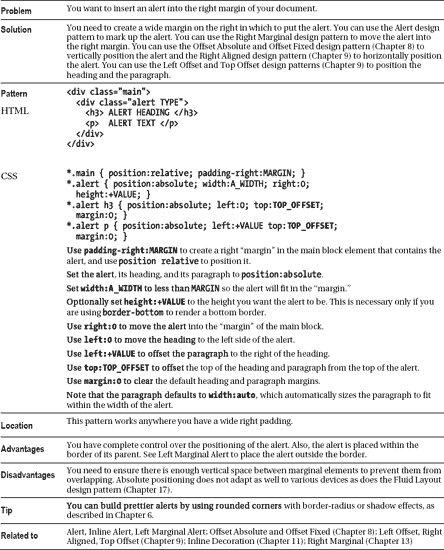 Problem
You want to insert an alert into the right margin of your document.
Solution
You need to create a wide margin on the right in which to put the alert. You can use the Alert design
pattern to mark up the alert. You can use the Right Marginal design pattern to move the alert into
the right margin. You can use the Offset Absolute and Offset Fixed design pattern (Chapter 8) to
vertically position the alert and the Right Aligned design pattern (Chapter 9) to horizontally position
the alert. You can use the Left Offset and Top Offset design patterns (Chapter 9) to position the
heading and the paragraph.
Pattern
HTML
<div class="main">
<div class="alert TYPE">
<h3> ALERT HEADING </h3>
<p> ALERT TEXT </p>
</div>
</div>
CSS
*.main { position:relative; padding-right:MARGIN; }
*.alert { position:absolute; width:A_WIDTH; right:0;
height:+VALUE; }
*.alert h3 { position:absolute; left:0; top:TOP_OFFSET;
margin:0; }
*.alert p { position:absolute; left:+VALUE top:TOP_OFFSET;
margin:0; }
Use padding-right:MARGIN to create a right “margin” in the main block element that contains the
alert, and use position relative to position it.
Set the alert, its heading, and its paragraph to position:absolute.
Set width:A_WIDTH to less than MARGIN so the alert will fit in the “margin.”
Optionally set height:+VALUE to the height you want the alert to be. This is necessary only if you
are using border-bottom to render a bottom border.
Use right:0 to move the alert into the “margin” of the main block.
Use left:0 to move the heading to the left side of the alert.
Use left:+VALUE to offset the paragraph to the right of the heading.
Use top:TOP_OFFSET to offset the top of the heading and paragraph from the top of the alert.
Use margin:0 to clear the default heading and paragraph margins.
Note that the paragraph defaults to width:auto, which automatically sizes the paragraph to fit
within the width of the alert.
Location
This pattern works anywhere you have a wide right padding.
Advantages
You have complete control over the positioning of the alert. Also, the alert is placed within the
border of its parent. See Left Marginal Alert to place the alert outside the border.
Disadvantages
You need to ensure there is enough vertical space between marginal elements to prevent them from
overlapping. Absolute positioning does not adapt as well to various devices as does the Fluid Layout
design pattern (Chapter 17).
Tip
You can build prettier alerts by using rounded corners with border-radius or shadow effects, as
described in Chapter 6.
Related to
Alert, Inline Alert, Left Marginal Alert; Offset Absolute and Offset Fixed (Chapter 8); Left Offset, Right
Aligned, Top Offset (Chapter 9); Inline Decoration (Chapter 11); Right Marginal (Chapter 13)